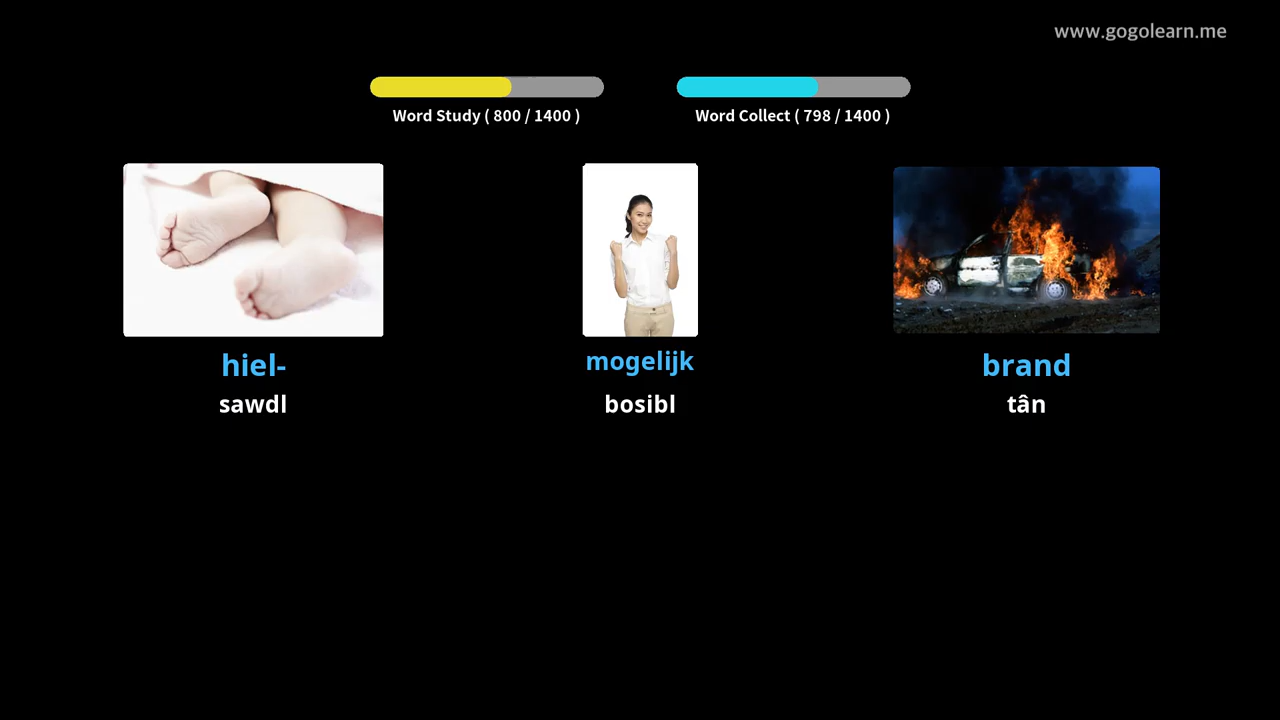 www.gogolearn.me
Word Study ( 800 / 1400 )
Word Collect ( 798 / 1400 )
hiel-
mogelijk
brand
sawdl
bosibl
tân